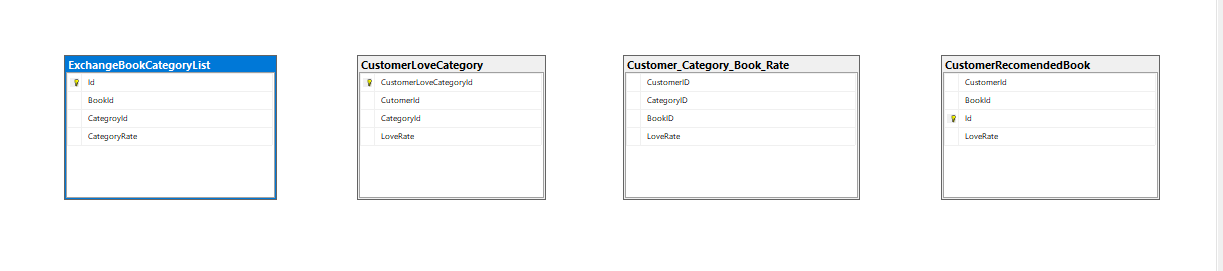 ExchangeBookCategoryList
Id
BookId
CategroyId
CategoryRate
CustomerLoveCategory
CustomerLoveCategoryId
CutomerId
CategoryId
LoveRate
Customer_Category_Book_Rate
CustomerID
CategoryID
BookID
LoveRate
CustomerRecomendedBook
CustomerId
BookId
Id
LoveRate